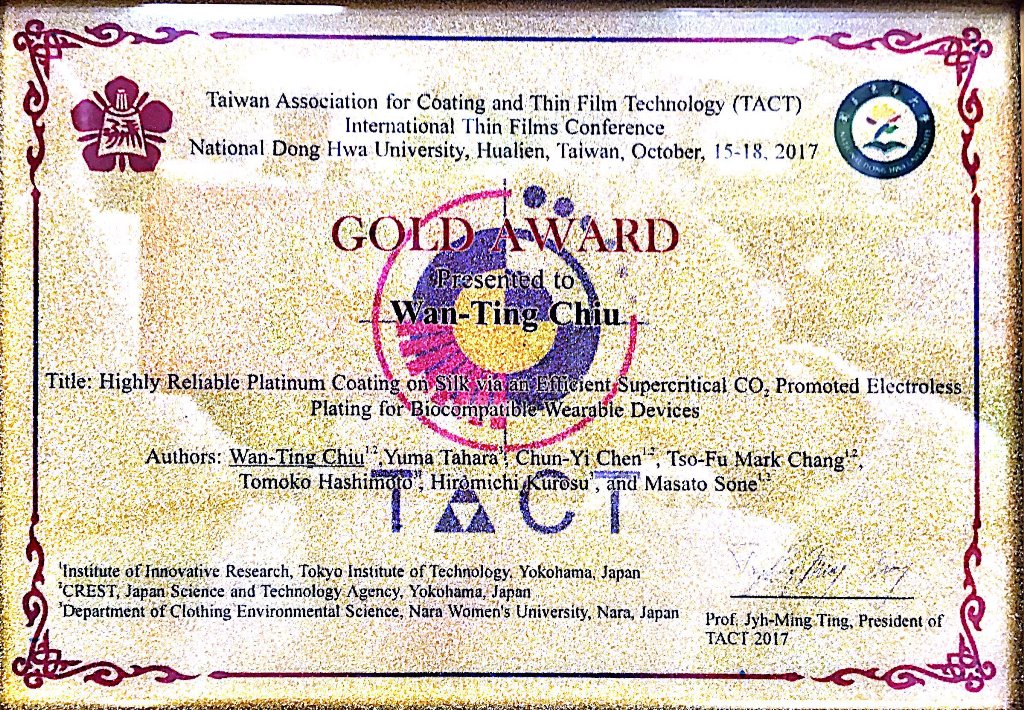 Taiwan Association for Coating and Thin Film Technology (TACT)
International Thin Films Conference
National Dong Hwa University, Hualien, Taiwan, October, 15-18, 2017
GOLD AWARD
Presented to
Wan-Ting Chiu
Title: Highly Reliable Platinum Coating on Silk via an Efficient Supercritical CO₂ Promoted Electroless
Plating for Biocompatible Wearable Devices
Authors: Wan-Ting Chiu¹,², Yuma Tahara³, Chun-Yi Chen¹,², Tso-Fu Mark Chang¹,²,
Tomoko Hashimoto³, Hiromichi Kurosu³, and Masato Sone¹,²
TACT
¹Institute of Innovative Research, Tokyo Institute of Technology, Yokohama, Japan
²CREST, Japan Science and Technology Agency, Yokohama, Japan
³Department of Clothing Environmental Science, Nara Women's University, Nara, Japan
Prof. Jyh-Ming Ting, President of
TACT 2017